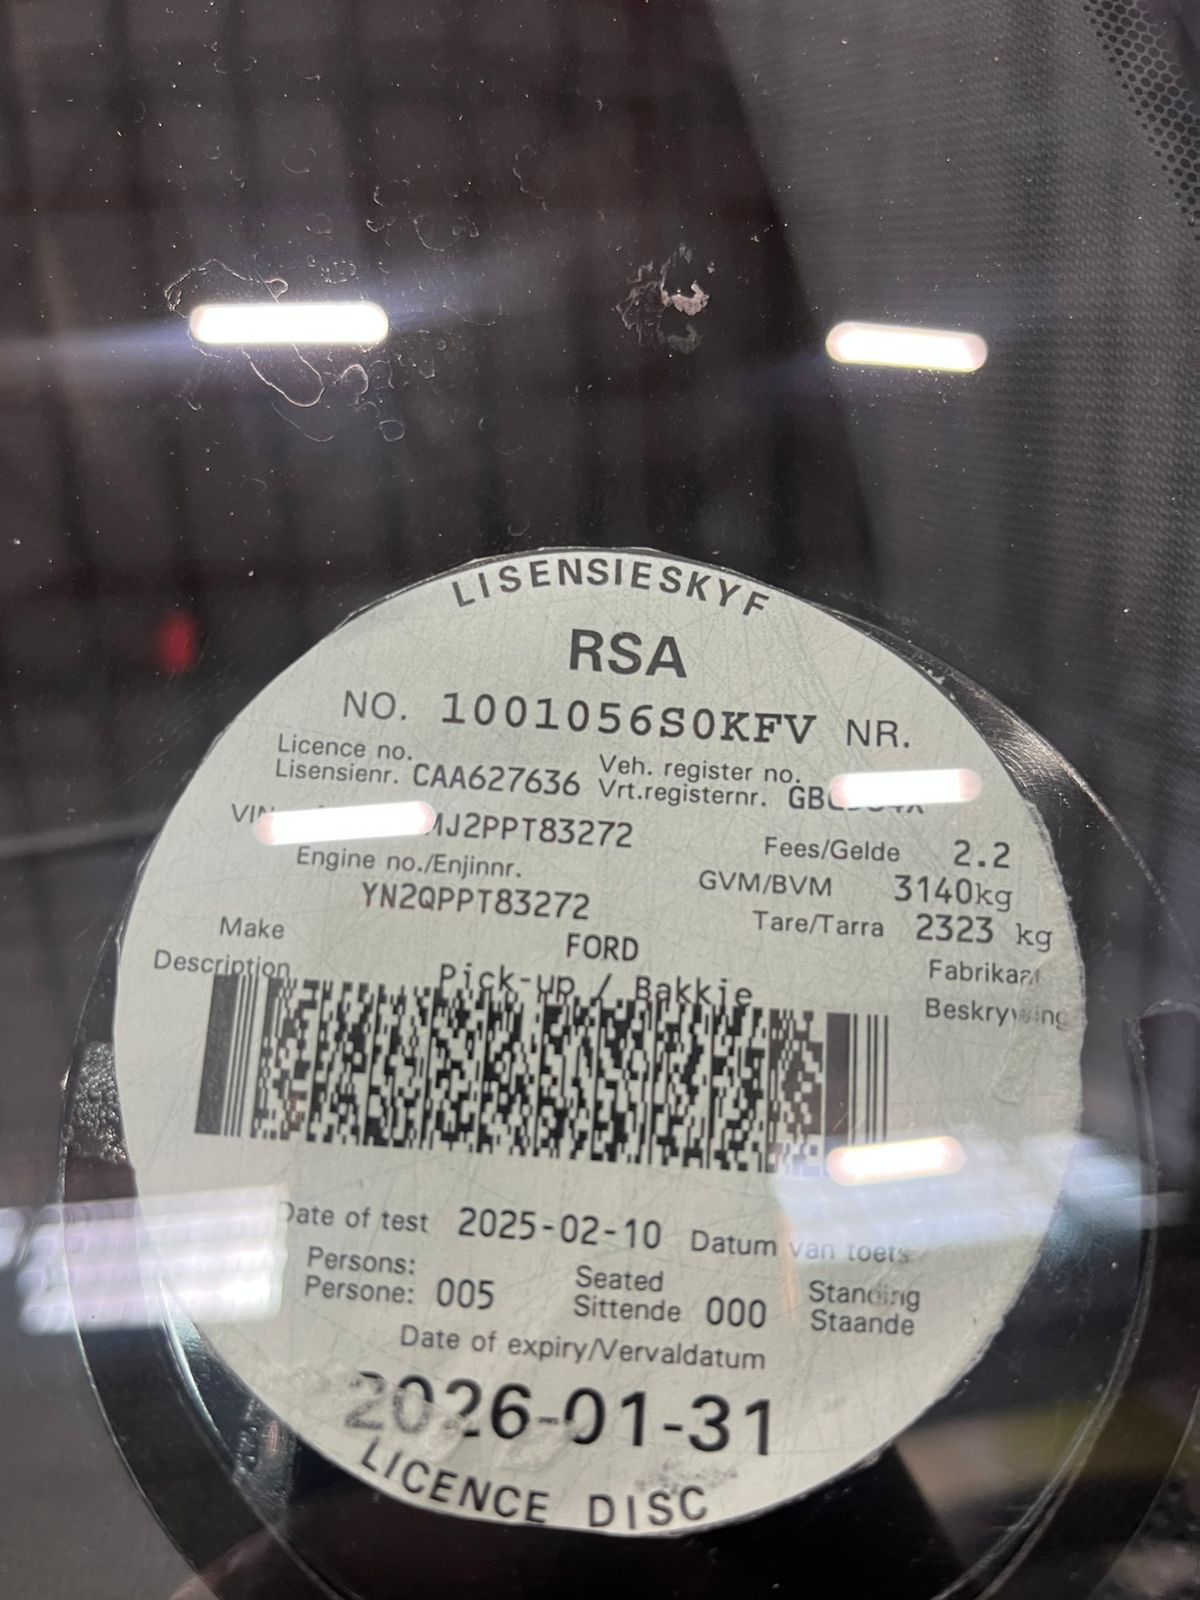 LISENSIESKYF
RSA
NO. 1001056S0KFV NR.
Licence no.
Lisensienr. CAA627636
Veh. register no.
Vrt.registernr.
MJ2PPT83272
Fees/Gelde 2.2
Engine no./Enjinnr.
YN2QPPT83272
GVM/BVM 3140kg
Tare/Tarra 2323 kg
Make FORD Fabrikaat
Description Pick-up / Bakkie Beskrywing
Date of test 2025-02-10 Datum van toets
Persons:
Persone: 005
Seated
Sittende 000
Standing
Staande
Date of expiry/Vervaldatum
2026-01-31
LICENCE DISC